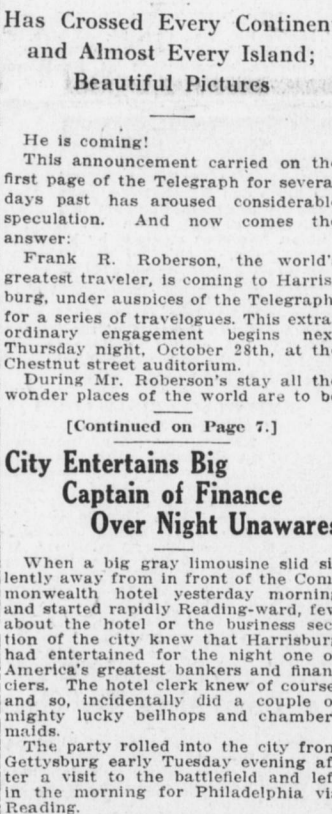 Has Crossed Every Continen
and Almost Every Island;
Beautiful Pictures
He is coming!
This announcement carried on th
first page of the Telegraph for severa
days past has aroused considerabl
speculation. And now comes th
answer:
Frank R. Roberson, the world'
greatest traveler, is coming to Harris
burg, under auspices of the Telegraph
for a series of travelogues. This extra
ordinary engagement begins nex
Thursday night, October 28th, at th
Chestnut street auditorium.
During Mr. Roberson's stay all th
wonder places of the world are to b
[Continued on Page 7.]
City Entertains Big
Captain of Finance
Over Night Unawares
When a big gray limousine slid si
lently away from in front of the Com
monwealth hotel yesterday mornin
and started rapidly Reading-ward, few
about the hotel or the business sec
tion of the city knew that Harrisbur
had entertained for the night one o
America's greatest bankers and finan
ciers. The hotel clerk knew of course
and so, incidentally did a couple o
mighty lucky bellhops and chamber
maids.
The party rolled into the city from
Gettysburg early Tuesday evening af
ter a visit to the battlefield and lef
in the morning for Philadelphia vi
Reading.